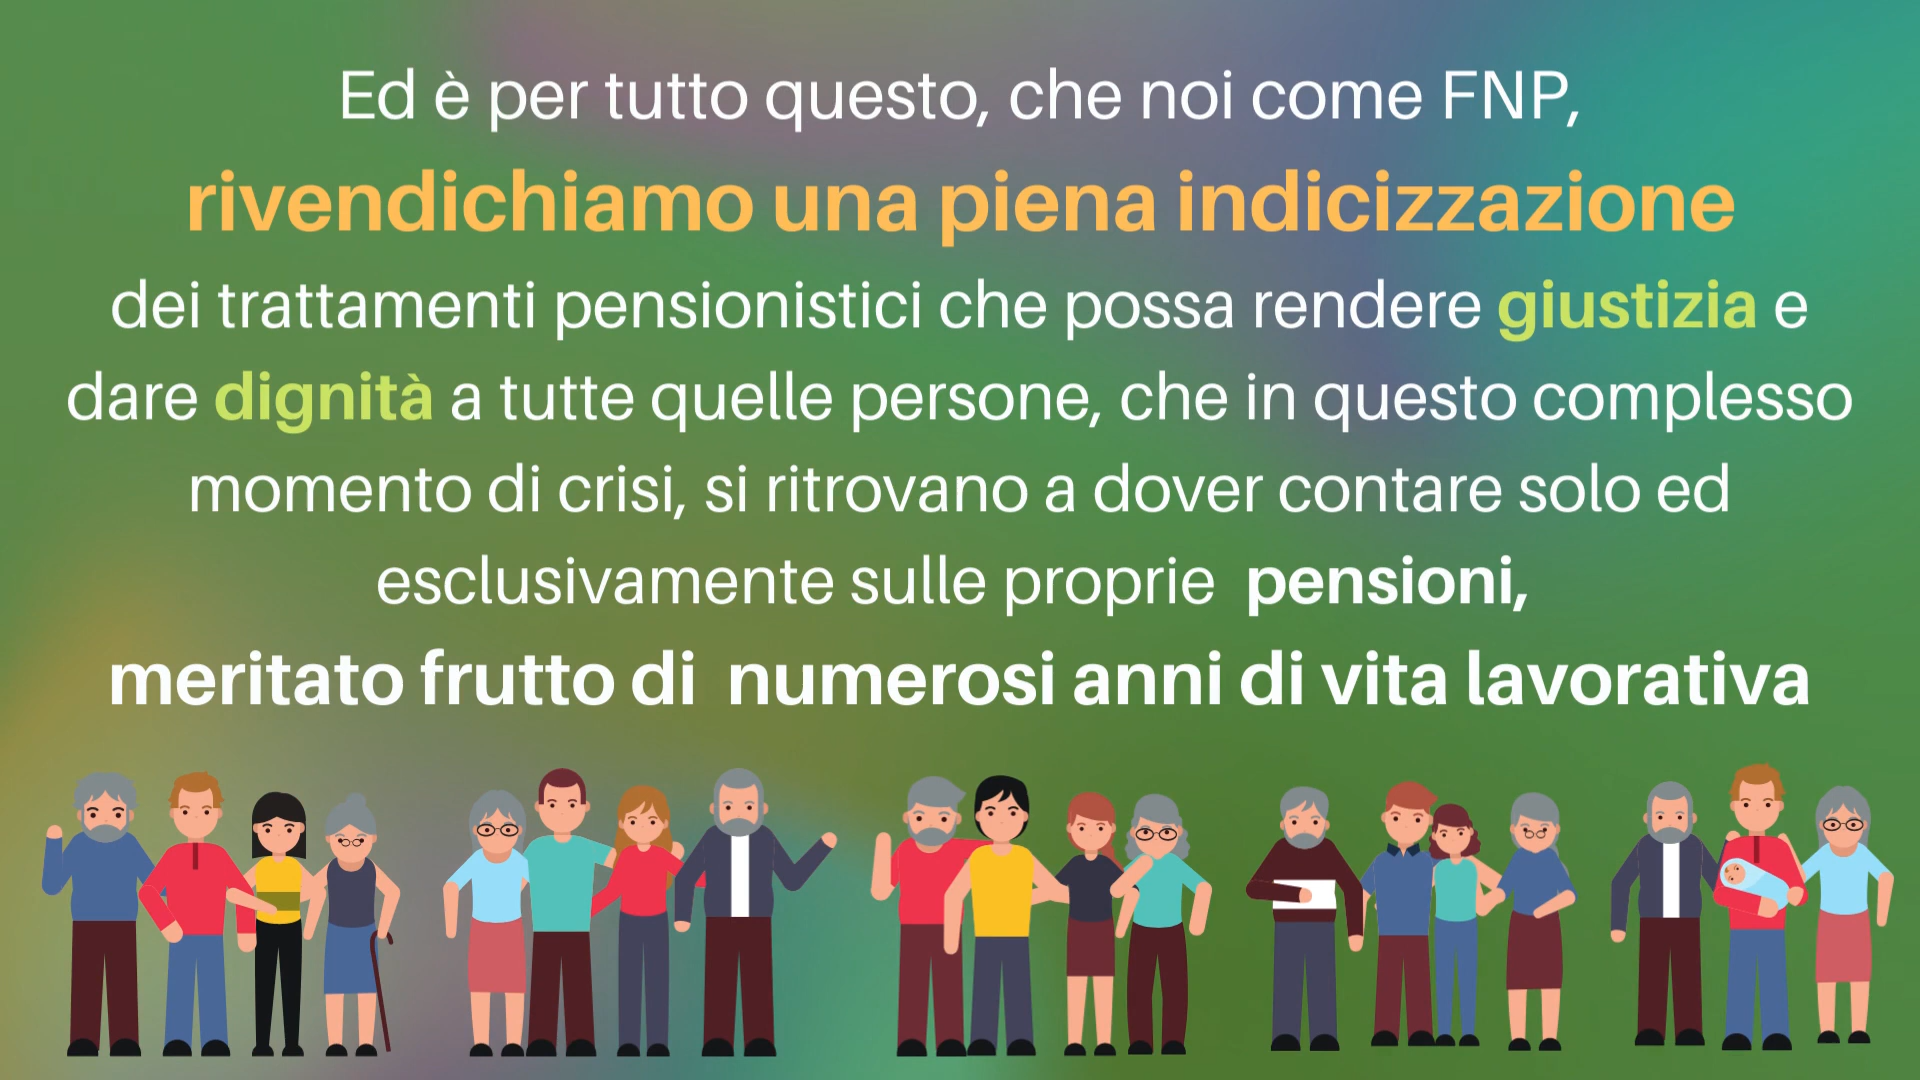 Ed è per tutto questo, che noi come FNP,
rivendichiamo una piena indicizzazione
dei trattamenti pensionistici che possa rendere giustizia e
dare dignità a tutte quelle persone, che in questo complesso
momento di crisi, si ritrovano a dover contare solo ed
esclusivamente sulle proprie pensioni,
meritato frutto di numerosi anni di vita lavorativa